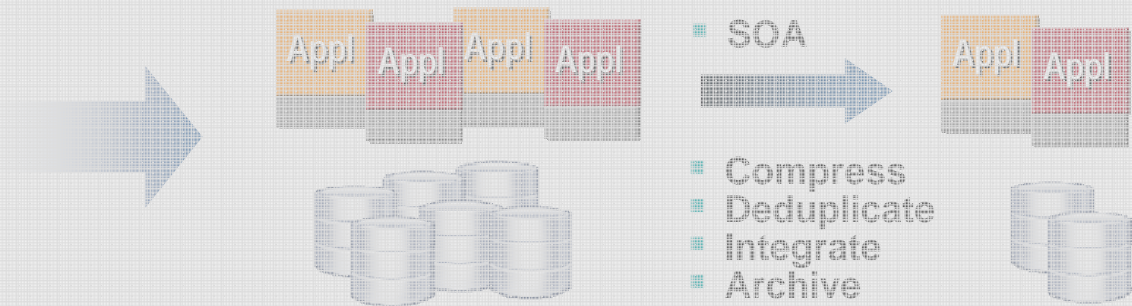 Appl
Appl
Appl
Appl
SOA
Appl
Appl
Compress
Deduplicate
Integrate
Archive